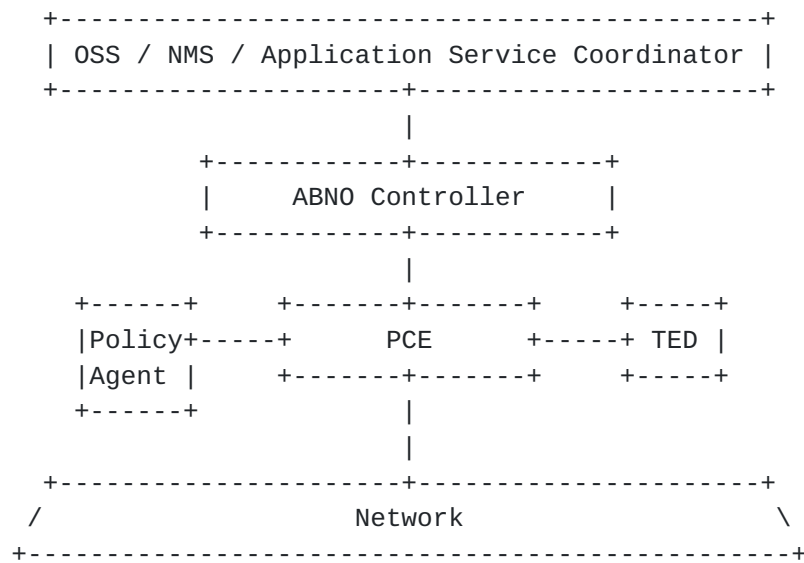 OSS / NMS / Application Service Coordinator
ABNO Controller
Policy PCE TED
Agent
Network